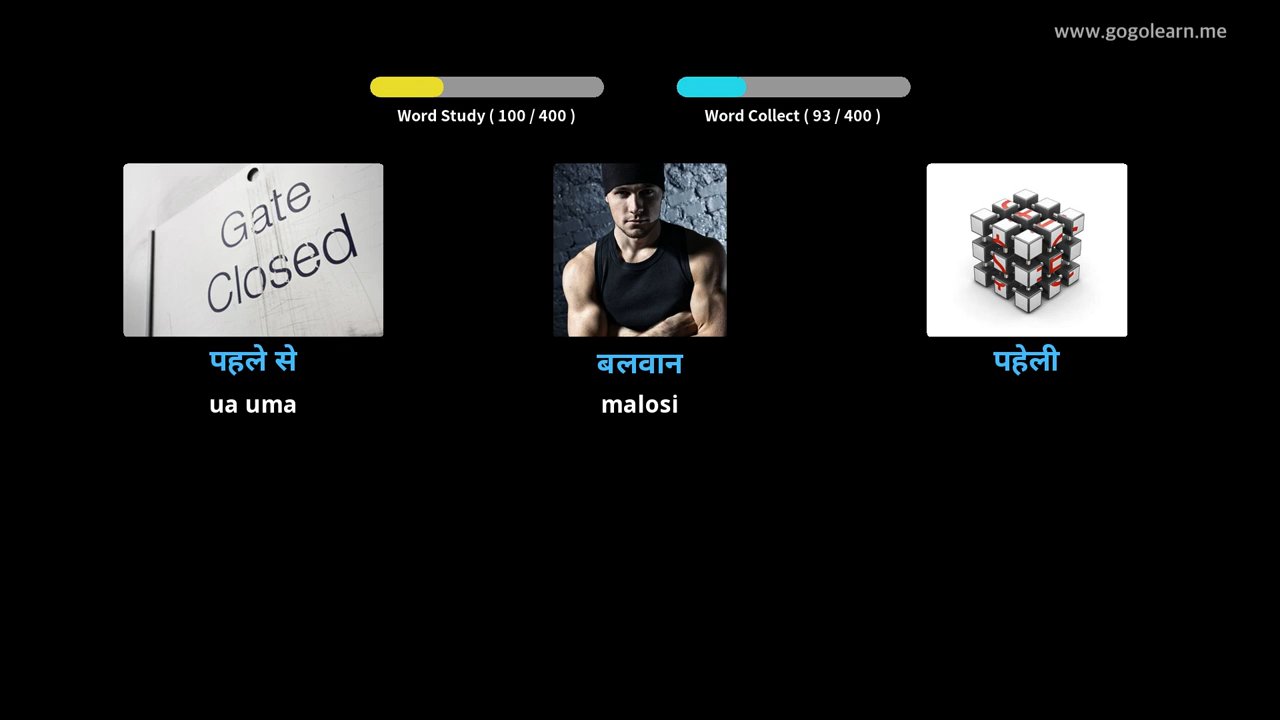 www.gogolearn.me
Word Study ( 100 / 400 )
Word Collect ( 93 / 400 )
Gate
Closed
पहले से
ua uma
बलवान
malosi
पहेली